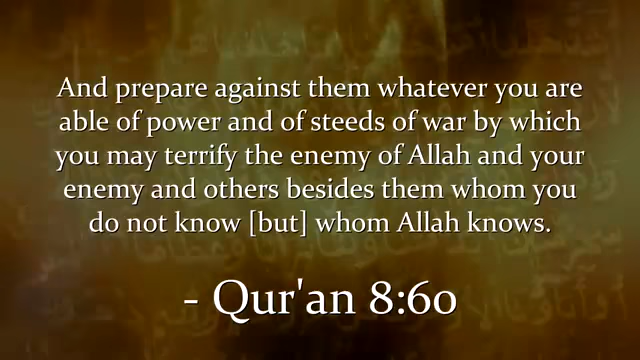 And prepare against them whatever you are
able of power and of steeds of war by which
you may terrify the enemy of Allah and your
enemy and others besides them whom you
do not know [but] whom Allah knows.
- Qur'an 8:60